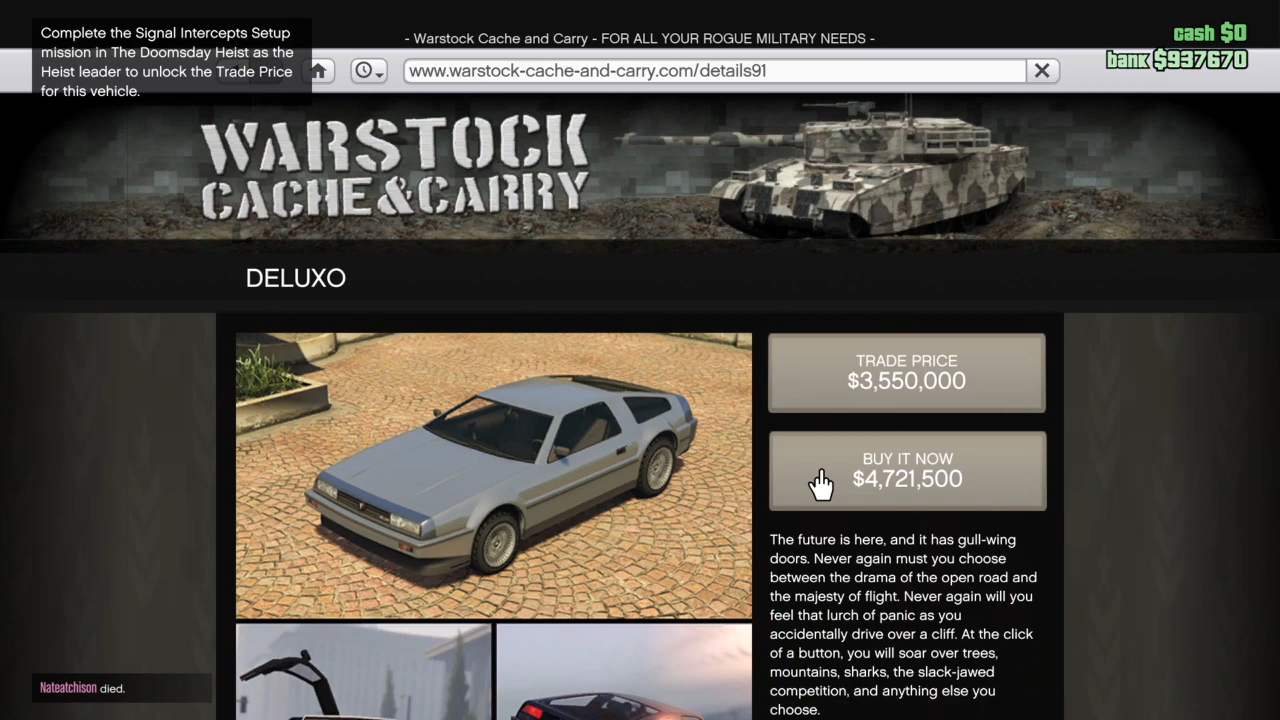 Complete the Signal Intercepts Setup
mission in The Doomsday Heist as the
Heist leader to unlock the Trade Price
for this vehicle.
- Warstock Cache and Carry - FOR ALL YOUR ROGUE MILITARY NEEDS -
cash $0
bank $937670
www.warstock-cache-and-carry.com/details91
WARSTOCK
CACHE&CARRY
DELUXO
TRADE PRICE
$3,550,000
BUY IT NOW
$4,721,500
The future is here, and it has gull-wing
doors. Never again must you choose
between the drama of the open road and
the majesty of flight. Never again will you
feel that lurch of panic as you
accidentally drive over a cliff. At the click
of a button, you will soar over trees,
mountains, sharks, the slack-jawed
competition, and anything else you
choose.
Nateatchison died.